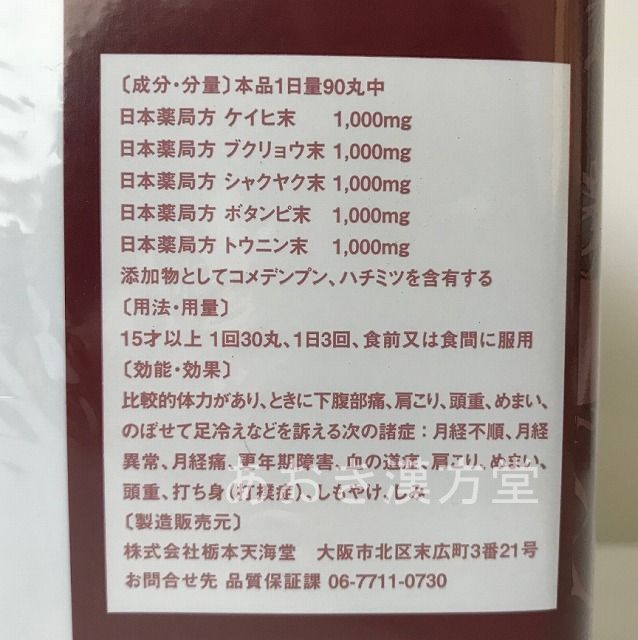 〔成分・分量〕本品1日量90丸中
日本薬局方 ケイヒ末 1,000mg
日本薬局方 ブクリョウ末 1,000mg
日本薬局方 シャクヤク末 1,000mg
日本薬局方 ボタンピ末 1,000mg
日本薬局方 トウニン末 1,000mg
添加物としてコメデンプン、ハチミツを含有する
〔用法・用量〕
15才以上 1回30丸、1日3回、食前又は食間に服用
〔効能・効果〕
比較的体力があり、ときに下腹部痛、肩こり、頭重、めまい、
のぼせて足冷えなどを訴える次の諸症：月経不順、月経
異常、月経痛、更年期障害、血の道症、肩こり、めまい、
頭重、打ち身（打撲症）、しもやけ、しみ
あおき漢方堂
〔製造販売元〕
株式会社栃本天海堂 大阪市北区末広町3番21号
お問合せ先 品質保証課 06-7711-0730